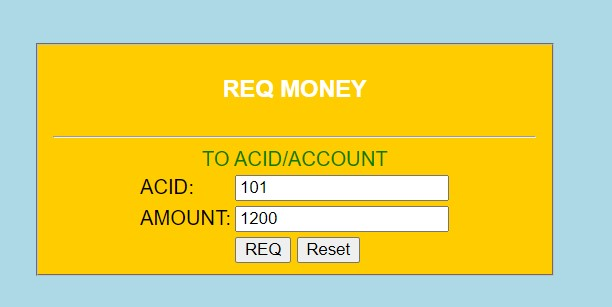 REQ MONEY
TO ACID/ACCOUNT
ACID: 101
AMOUNT: 1200
REQ Reset